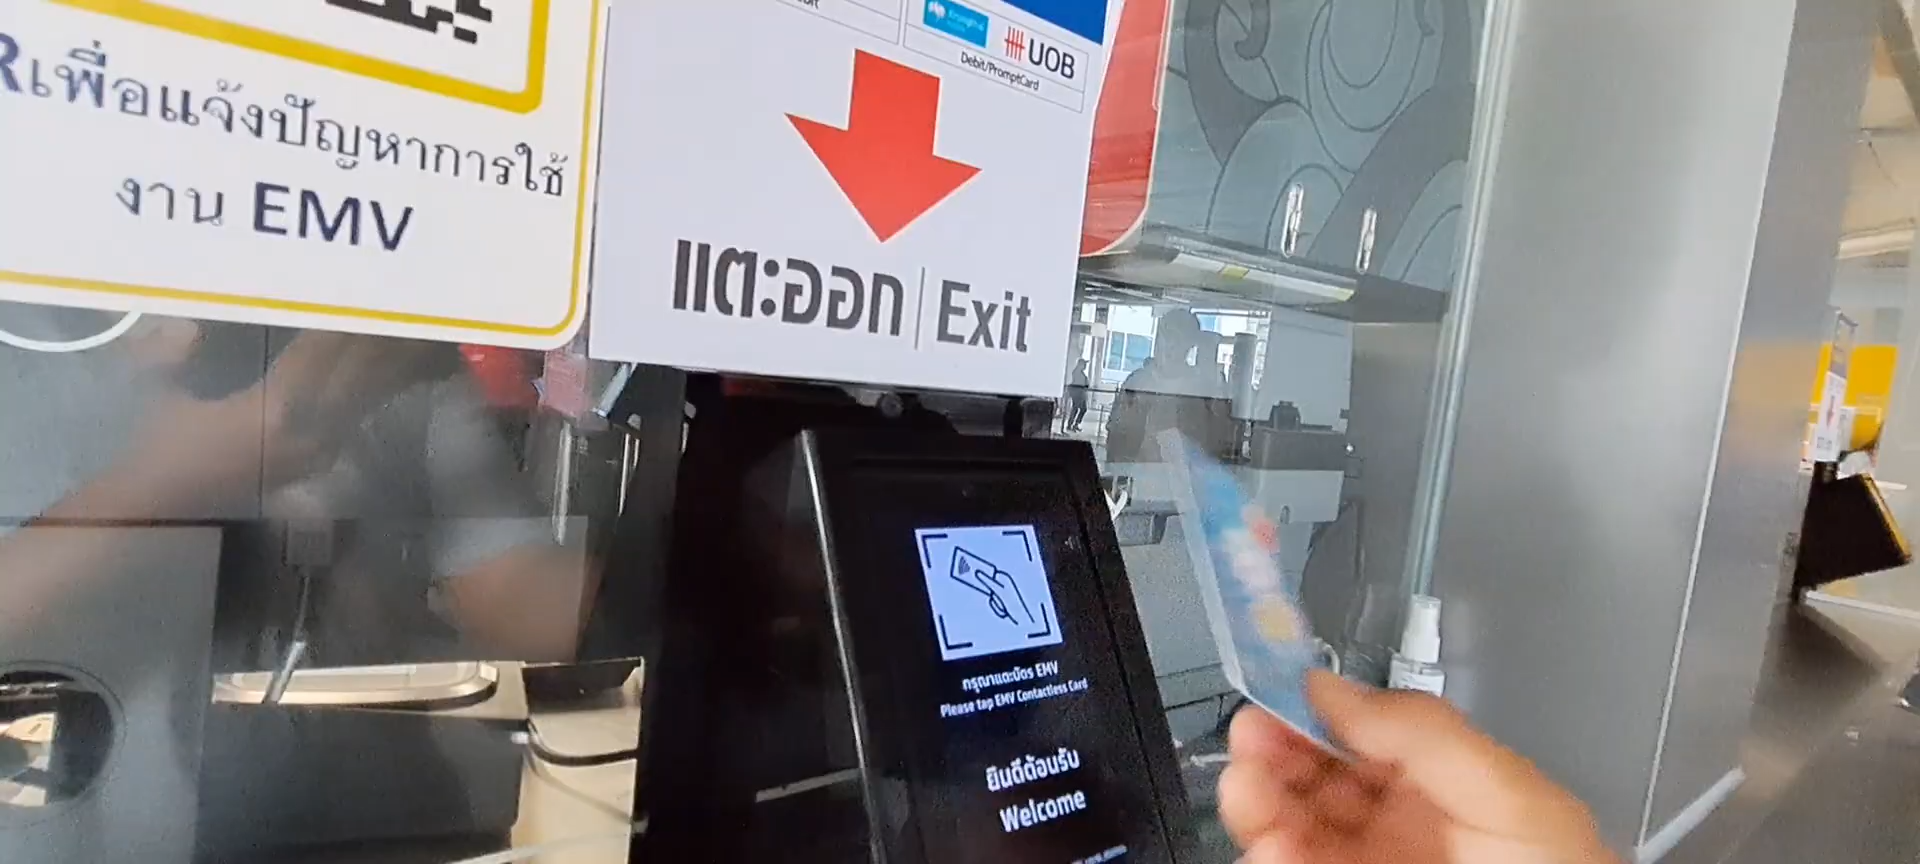 Rเพื่อแจ้งปัญหาการใช้
งาน EMV
UOB
Debit/PromptCard
แตะออก | Exit
กรุณาแตะบัตร EMV
Please tap EMV Contactless Card
ยินดีต้อนรับ
Welcome